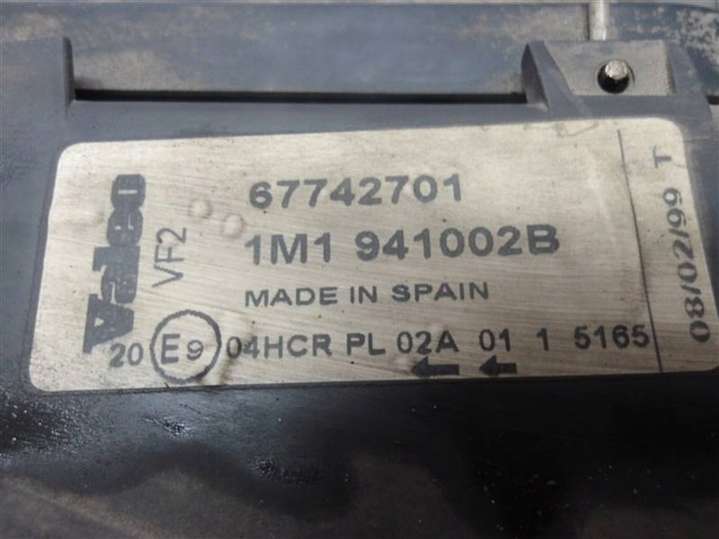 Valeo
VF2
67742701
1M1 941002B
MADE IN SPAIN
20 E9 04HCR PL 02A 01 1 5165
08/02/99 T